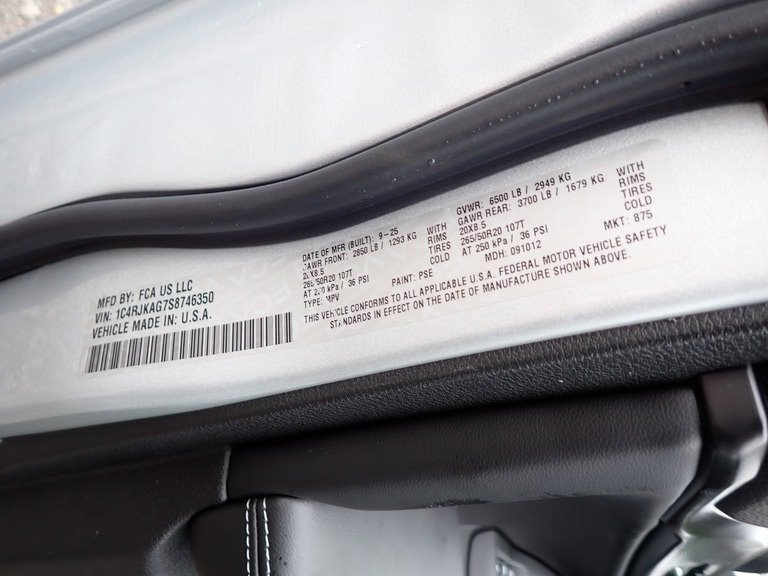 MFD BY: FCA US LLC
VIN: 1C4RJKAG7S8746350
VEHICLE MADE IN: U.S.A.
DATE OF MFR (BUILT): 9-25
GAWR FRONT: 2850 LB / 1293 KG WITH
20X8.5 RIMS
265/50R20 107T TIRES
AT 250 kPa / 36 PSI COLD
TYPE: MPV PAINT: PSE
GVWR: 6500 LB / 2949 KG
GAWR REAR: 3700 LB / 1679 KG WITH
20X8.5 RIMS
265/50R20 107T TIRES
AT 250 kPa / 36 PSI COLD
MDH: 091012 MKT: 875
THIS VEHICLE CONFORMS TO ALL APPLICABLE U.S.A. FEDERAL MOTOR VEHICLE SAFETY
STANDARDS IN EFFECT ON THE DATE OF MANUFACTURE SHOWN ABOVE.